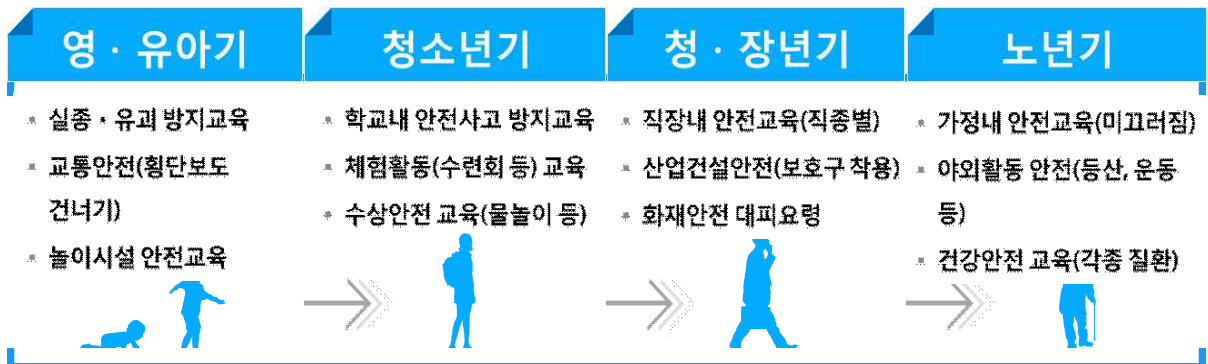 영 · 유아기
실종 · 유괴 방지교육
교통안전(횡단보도
건너기)
놀이시설 안전교육
청소년기
학교내 안전사고 방지교육
체험활동(수련회 등) 교육
수상안전 교육(물놀이 등)
청 · 장년기
직장내 안전교육(직종별)
산업건설안전(보호구 착용)
화재안전 대피요령
노년기
가정내 안전교육(미끄러짐)
야외활동 안전(등산, 운동
등)
건강안전 교육(각종 질환)